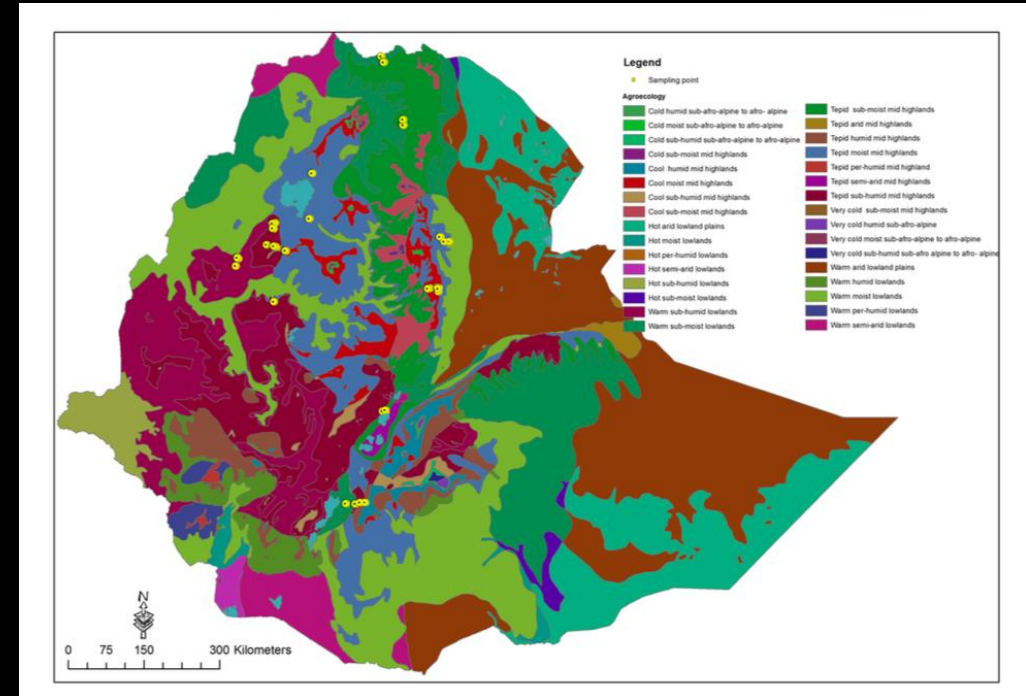 Legend
Sampling point
Agroecology
Cold humid sub-afro-alpine to afro- alpine
Cold moist sub-afro-alpine to afro-alpine
Cold sub-humid sub-afro-alpine to afro-alpine
Cold sub-moist mid highlands
Cool humid mid highlands
Cool moist mid highlands
Cool sub-humid mid highlands
Cool sub-moist mid highlands
Hot arid lowland plains
Hot moist lowlands
Hot per-humid lowlands
Hot semi-arid lowlands
Hot sub-humid lowlands
Hot sub-moist lowlands
Warm sub-humid lowlands
Warm sub-moist lowlands
Tepid sub-moist mid highlands
Tepid arid mid highlands
Tepid humid mid highlands
Tepid moist mid highlands
Tepid per-humid mid highland
Tepid semi-arid mid highlands
Tepid sub-humid mid highlands
Very cold sub-moist mid highlands
Very cold humid sub-afro-alpine
Very cold moist sub-afro-alpine to afro-alpine
Very cold sub-humid sub-afro alpine to afro- alpine
Warm arid lowland plains
Warm humid lowlands
Warm moist lowlands
Warm per-humid lowlands
Warm semi-arid lowlands
N
0 75 150 300 Kilometers